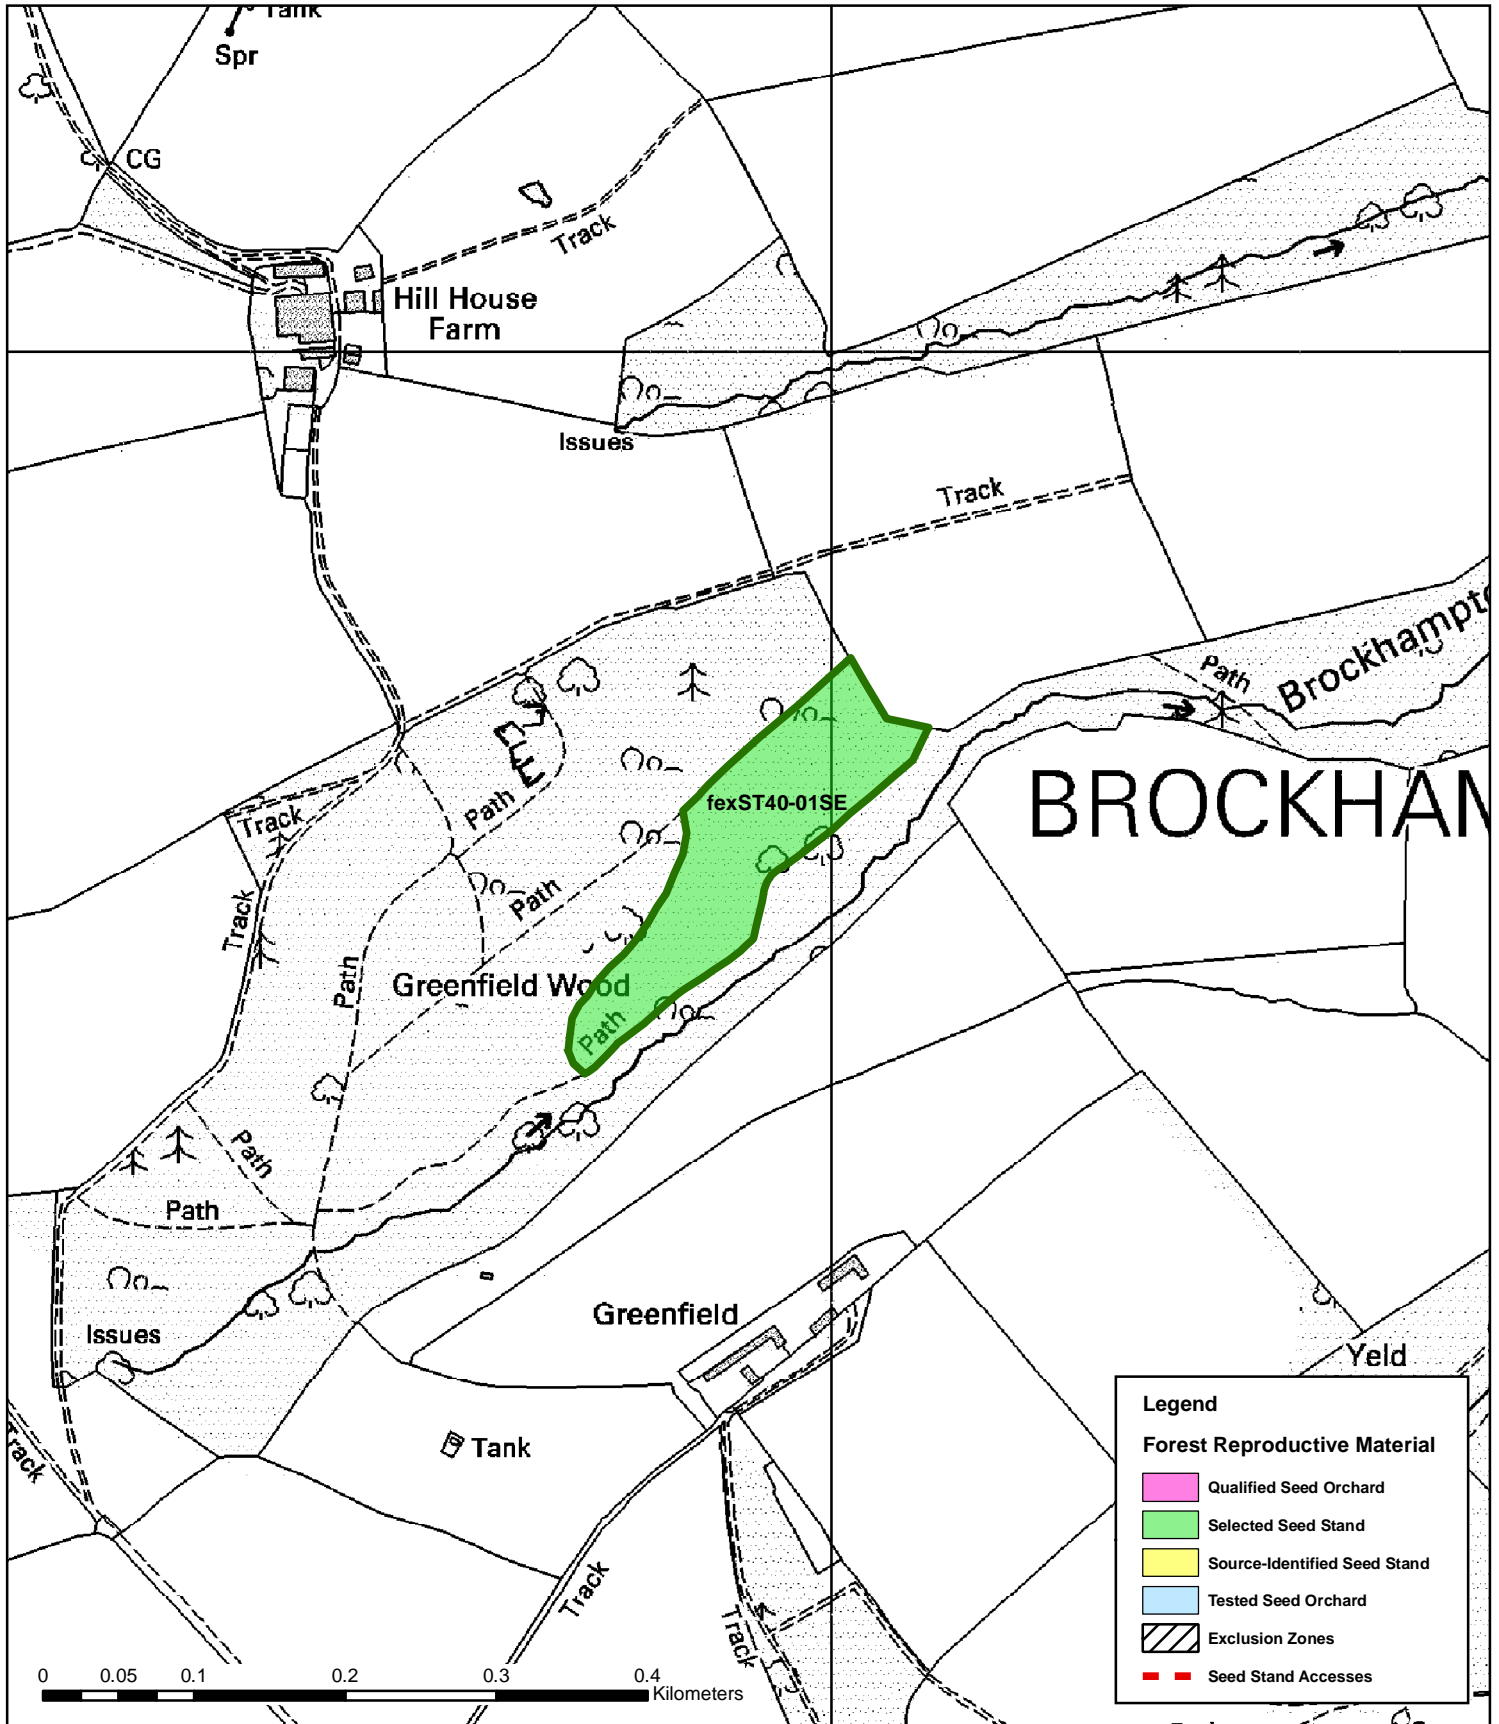 Tank
Spr
CG
Track
Hill House
Farm
Issues
Track
Path
Brockhampt
BROCKHAM
fexST40-01SE
Path
Track
Path
Track
Path
Greenfield Wood
Path
Path
Path
Issues
Greenfield
Yeld
Tank
Track
Track
Track
Legend
Forest Reproductive Material
Qualified Seed Orchard
Selected Seed Stand
Source-Identified Seed Stand
Tested Seed Orchard
Exclusion Zones
Seed Stand Accesses
0 0.05 0.1 0.2 0.3 0.4
Kilometers